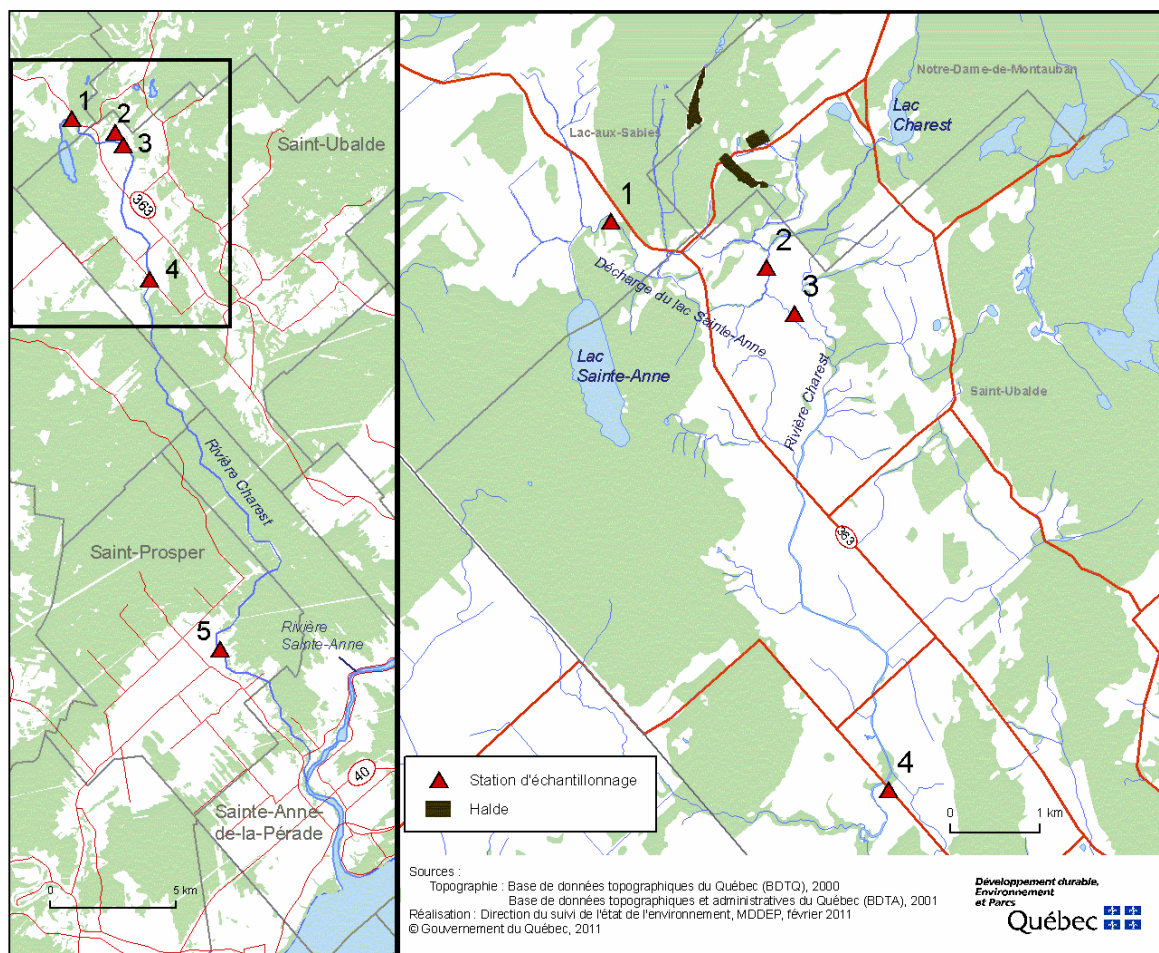 1
2
3
Saint-Ubalde
363
4
Rivière Charest
Saint-Prosper
5
Rivière
Sainte-Anne
40
Sainte-Anne-
de-la-Pérade
0
5 km
Notre-Dame-de-Montauban
Lac
Charest
Lac-aux-Sables
1
2
3
Décharge du lac Sainte-Anne
Lac
Sainte-Anne
Rivière Charest
Saint-Ubalde
363
4
0
1 km
Station d'échantillonnage
Halde
Sources :
Topographie : Base de données topographiques du Québec (BDTQ), 2000
Base de données topographiques et administratives du Québec (BDTA), 2001
Réalisation : Direction du suivi de l'état de l'environnement, MDDEP, février 2011
© Gouvernement du Québec, 2011
Développement durable,
Environnement
et Parcs
Québec